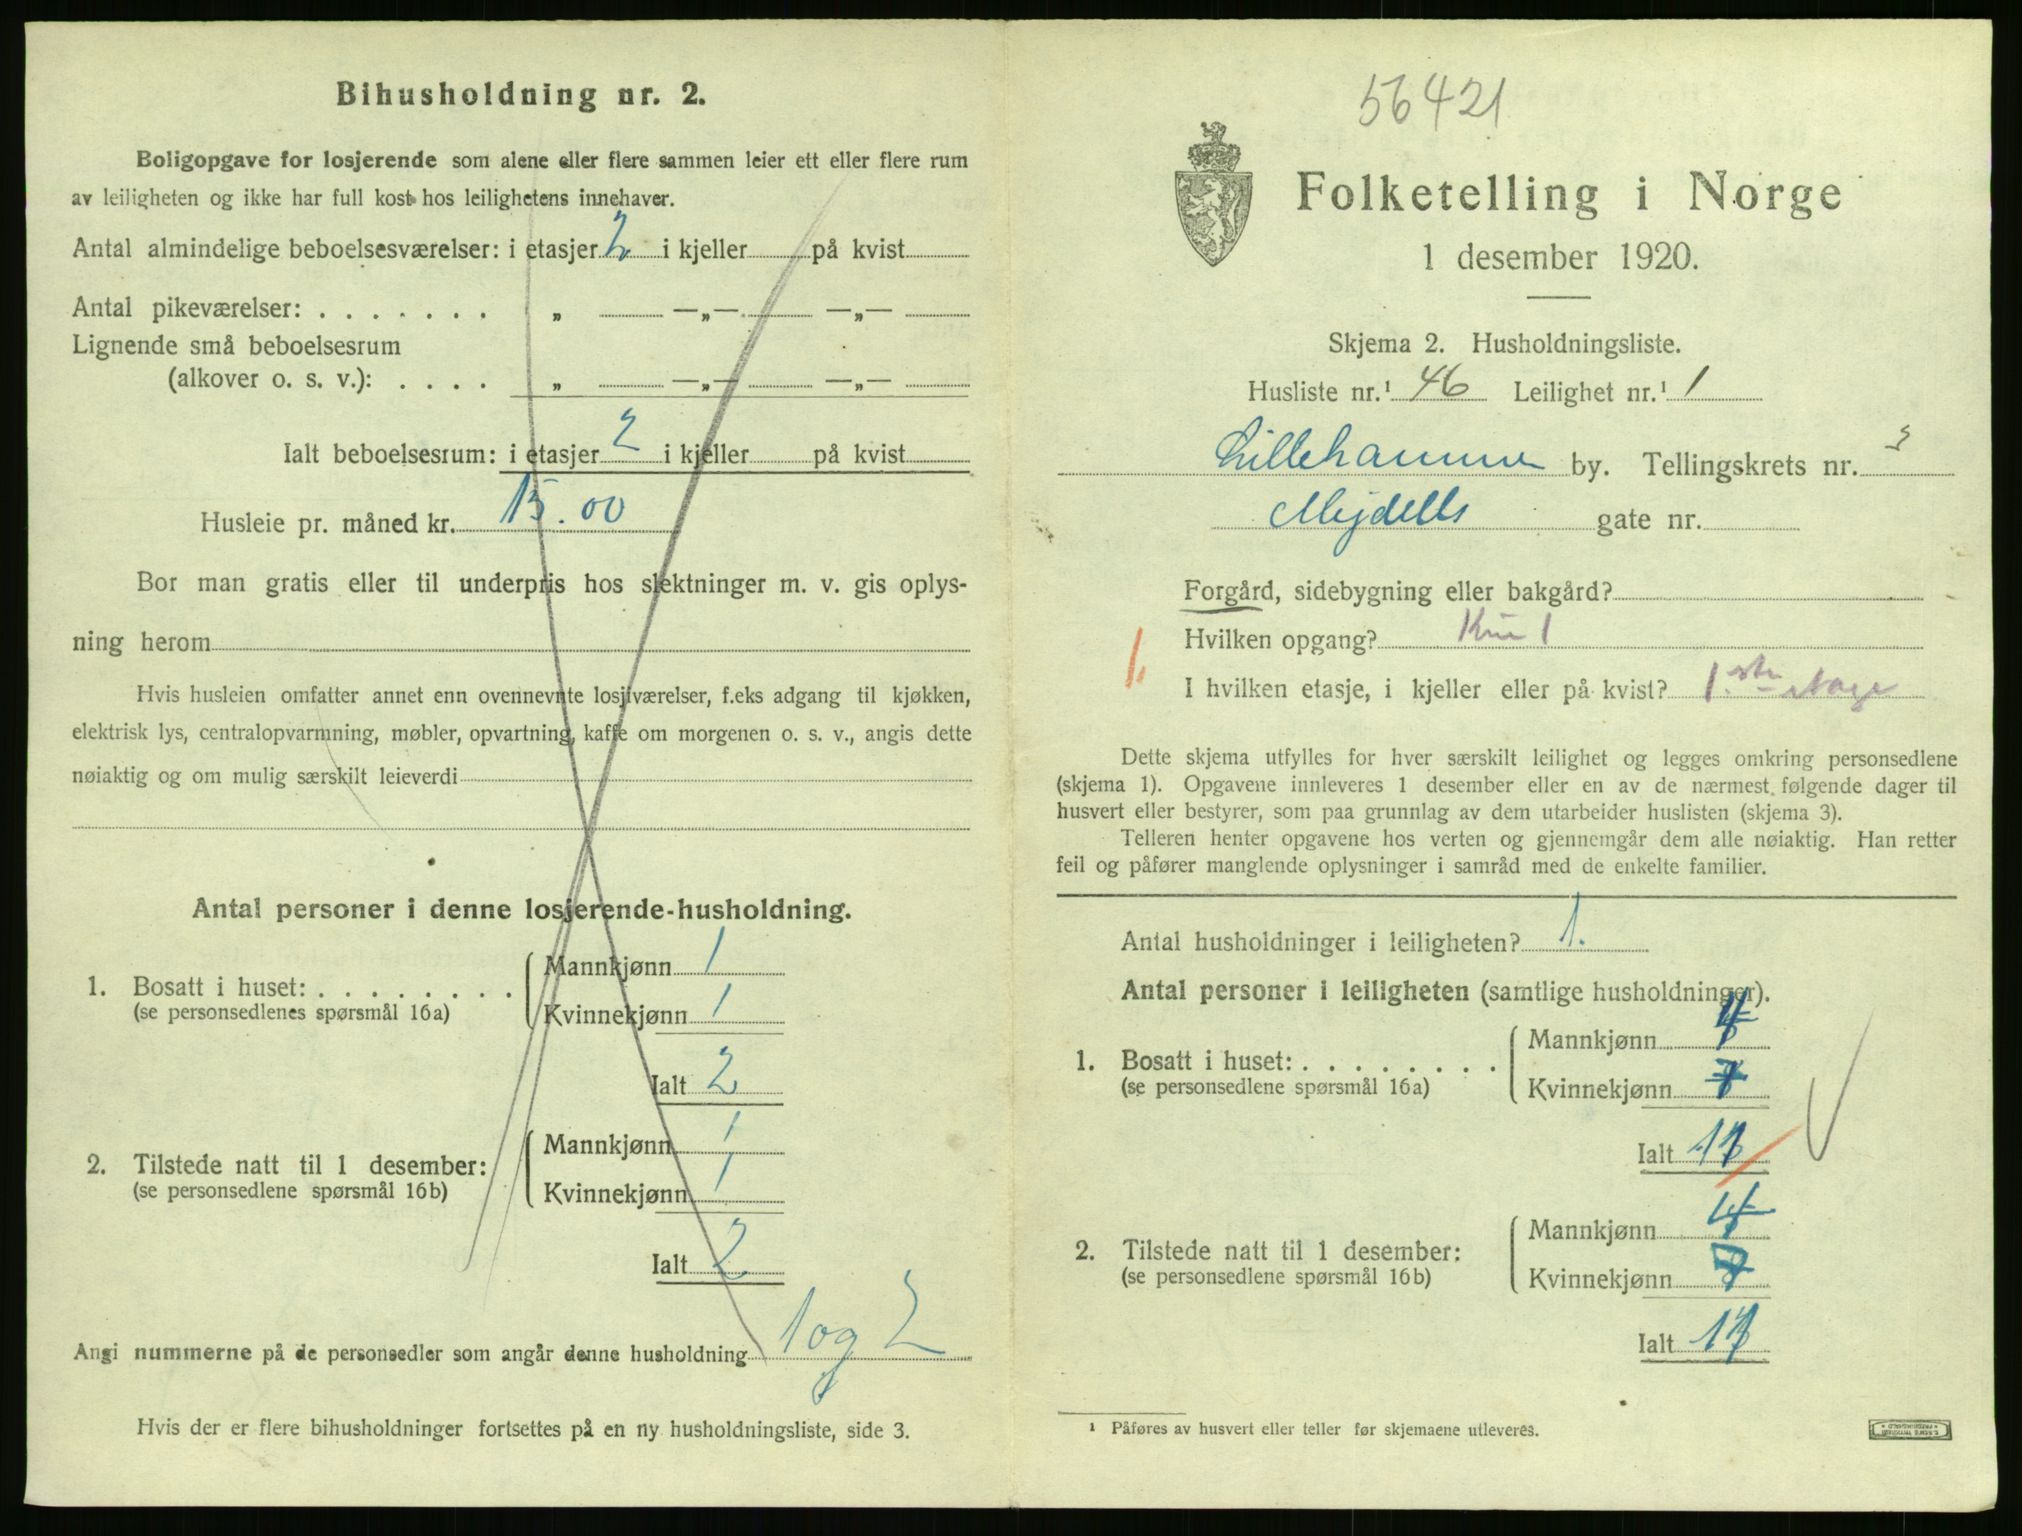 Bihusholdning nr. 2.
Boligopgave for losjerende som alene eller flere sammen leier ett eller flere rum
av leiligheten og ikke har full kost hos leilighetens innehaver.
Antal almindelige beboelsesværelser: i etasjer 2 i kjeller på kvist
Antal pikeværelser: . . . . . . . „ —„— —„—
Lignende små beboelsesrum
(alkover o. s. v.): . . . . „ —„— —„—
Ialt beboelsesrum: i etasjer 2 i kjeller på kvist
Husleie pr. måned kr. 15.00
Bor man gratis eller til underpris hos slektninger m. v. gis oplys-
ning herom
Hvis husleien omfatter annet enn ovennevnte losjiværelser, f.eks adgang til kjøkken,
elektrisk lys, centralopvarmning, møbler, opvartning, kaffe om morgenen o. s. v., angis dette
nøiaktig og om mulig særskilt leieverdi
Antal personer i denne losjerende-husholdning.
1. Bosatt i huset: . . . . . . . .
(se personsedlenes spørsmål 16a)
Mannkjønn 1
Kvinnekjønn 1
Ialt 2
2. Tilstede natt til 1 desember:
(se personsedlene spørsmål 16b)
Mannkjønn 1
Kvinnekjønn 1
Ialt 2
Angi nummerne på de personsedler som angår denne husholdning 1 og 2
Hvis der er flere bihusholdninger fortsettes på en ny husholdningsliste, side 3.
56421
Folketelling i Norge
1 desember 1920.
Skjema 2. Husholdningsliste.
Husliste nr.¹ 46 Leilighet nr.¹ 1
Lillehammer by. Tellingskrets nr. 3
Mejdells gate nr.
Forgård, sidebygning eller bakgård?
1. Hvilken opgang? 1
I hvilken etasje, i kjeller eller på kvist? 1.ste etage
Dette skjema utfylles for hver særskilt leilighet og legges omkring personsedlene
(skjema 1). Opgavene innleveres 1 desember eller en av de nærmest følgende dager til
husvert eller bestyrer, som paa grunnlag av dem utarbeider huslisten (skjema 3).
Telleren henter opgavene hos verten og gjennemgår dem alle nøiaktig. Han retter
feil og påfører manglende oplysninger i samråd med de enkelte familier.
Antal husholdninger i leiligheten? 1.
Antal personer i leiligheten (samtlige husholdninger).
1. Bosatt i huset: . . . . . . . .
(se personsedlene spørsmål 16a)
Mannkjønn 4
Kvinnekjønn 7
Ialt
2. Tilstede natt til 1 desember:
(se personsedlene spørsmål 16b)
Mannkjønn 4
Kvinnekjønn 7
Ialt
¹ Påføres av husvert eller teller før skjemaene utleveres.